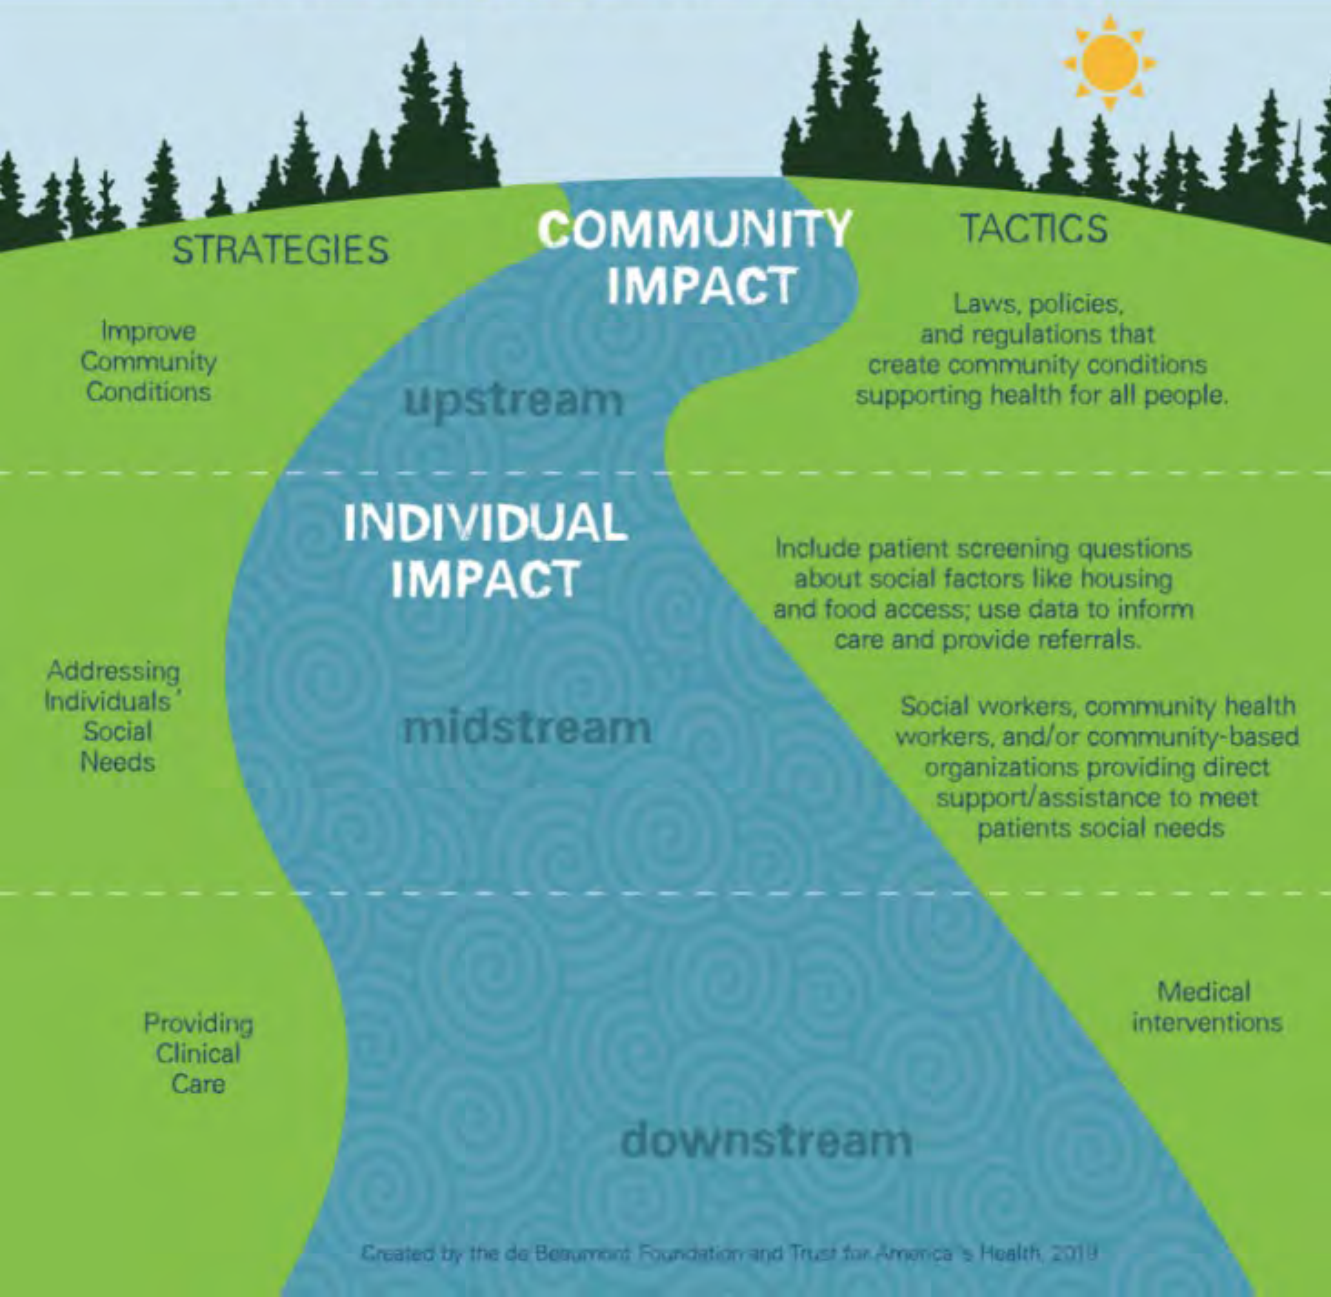 STRATEGIES
COMMUNITY
IMPACT
TACTICS
Improve
Community
Conditions
upstream
Laws, policies,
and regulations that
create community conditions
supporting health for all people.
INDIVIDUAL
IMPACT
Addressing
Individuals'
Social
Needs
midstream
Include patient screening questions
about social factors like housing
and food access; use data to inform
care and provide referrals.
Social workers, community health
workers, and/or community-based
organizations providing direct
support/assistance to meet
patients social needs
Providing
Clinical
Care
downstream
Medical
interventions
Created by the de Beaumont Foundation and Trust for America's Health, 2019